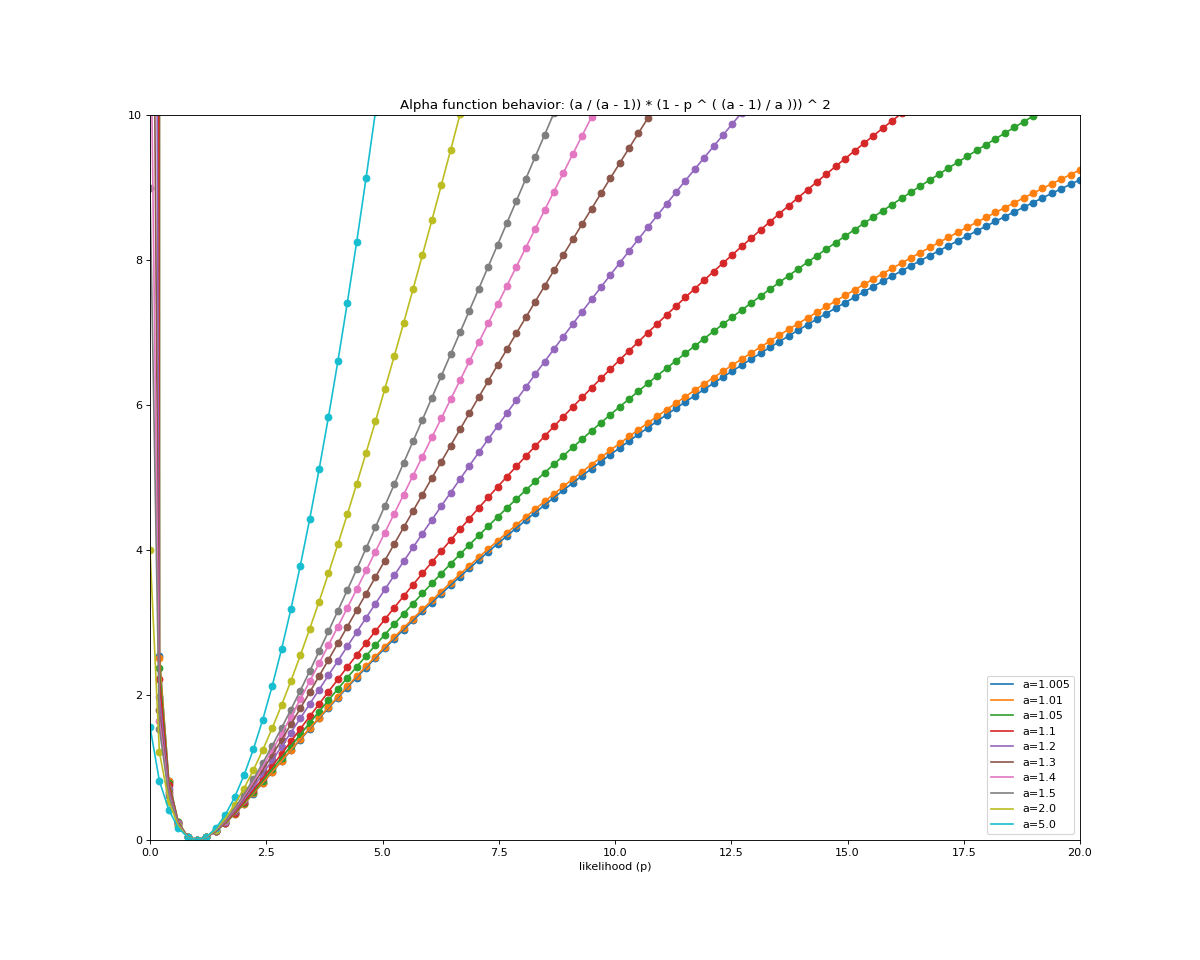 Alpha function behavior: (a / (a - 1)) * (1 - p ^ ( (a - 1) / a ))) ^ 2
10
8
6
4
2
0
a=1.005
a=1.01
a=1.05
a=1.1
a=1.2
a=1.3
a=1.4
a=1.5
a=2.0
a=5.0
0.0 2.5 5.0 7.5 10.0 12.5 15.0 17.5 20.0
likelihood (p)